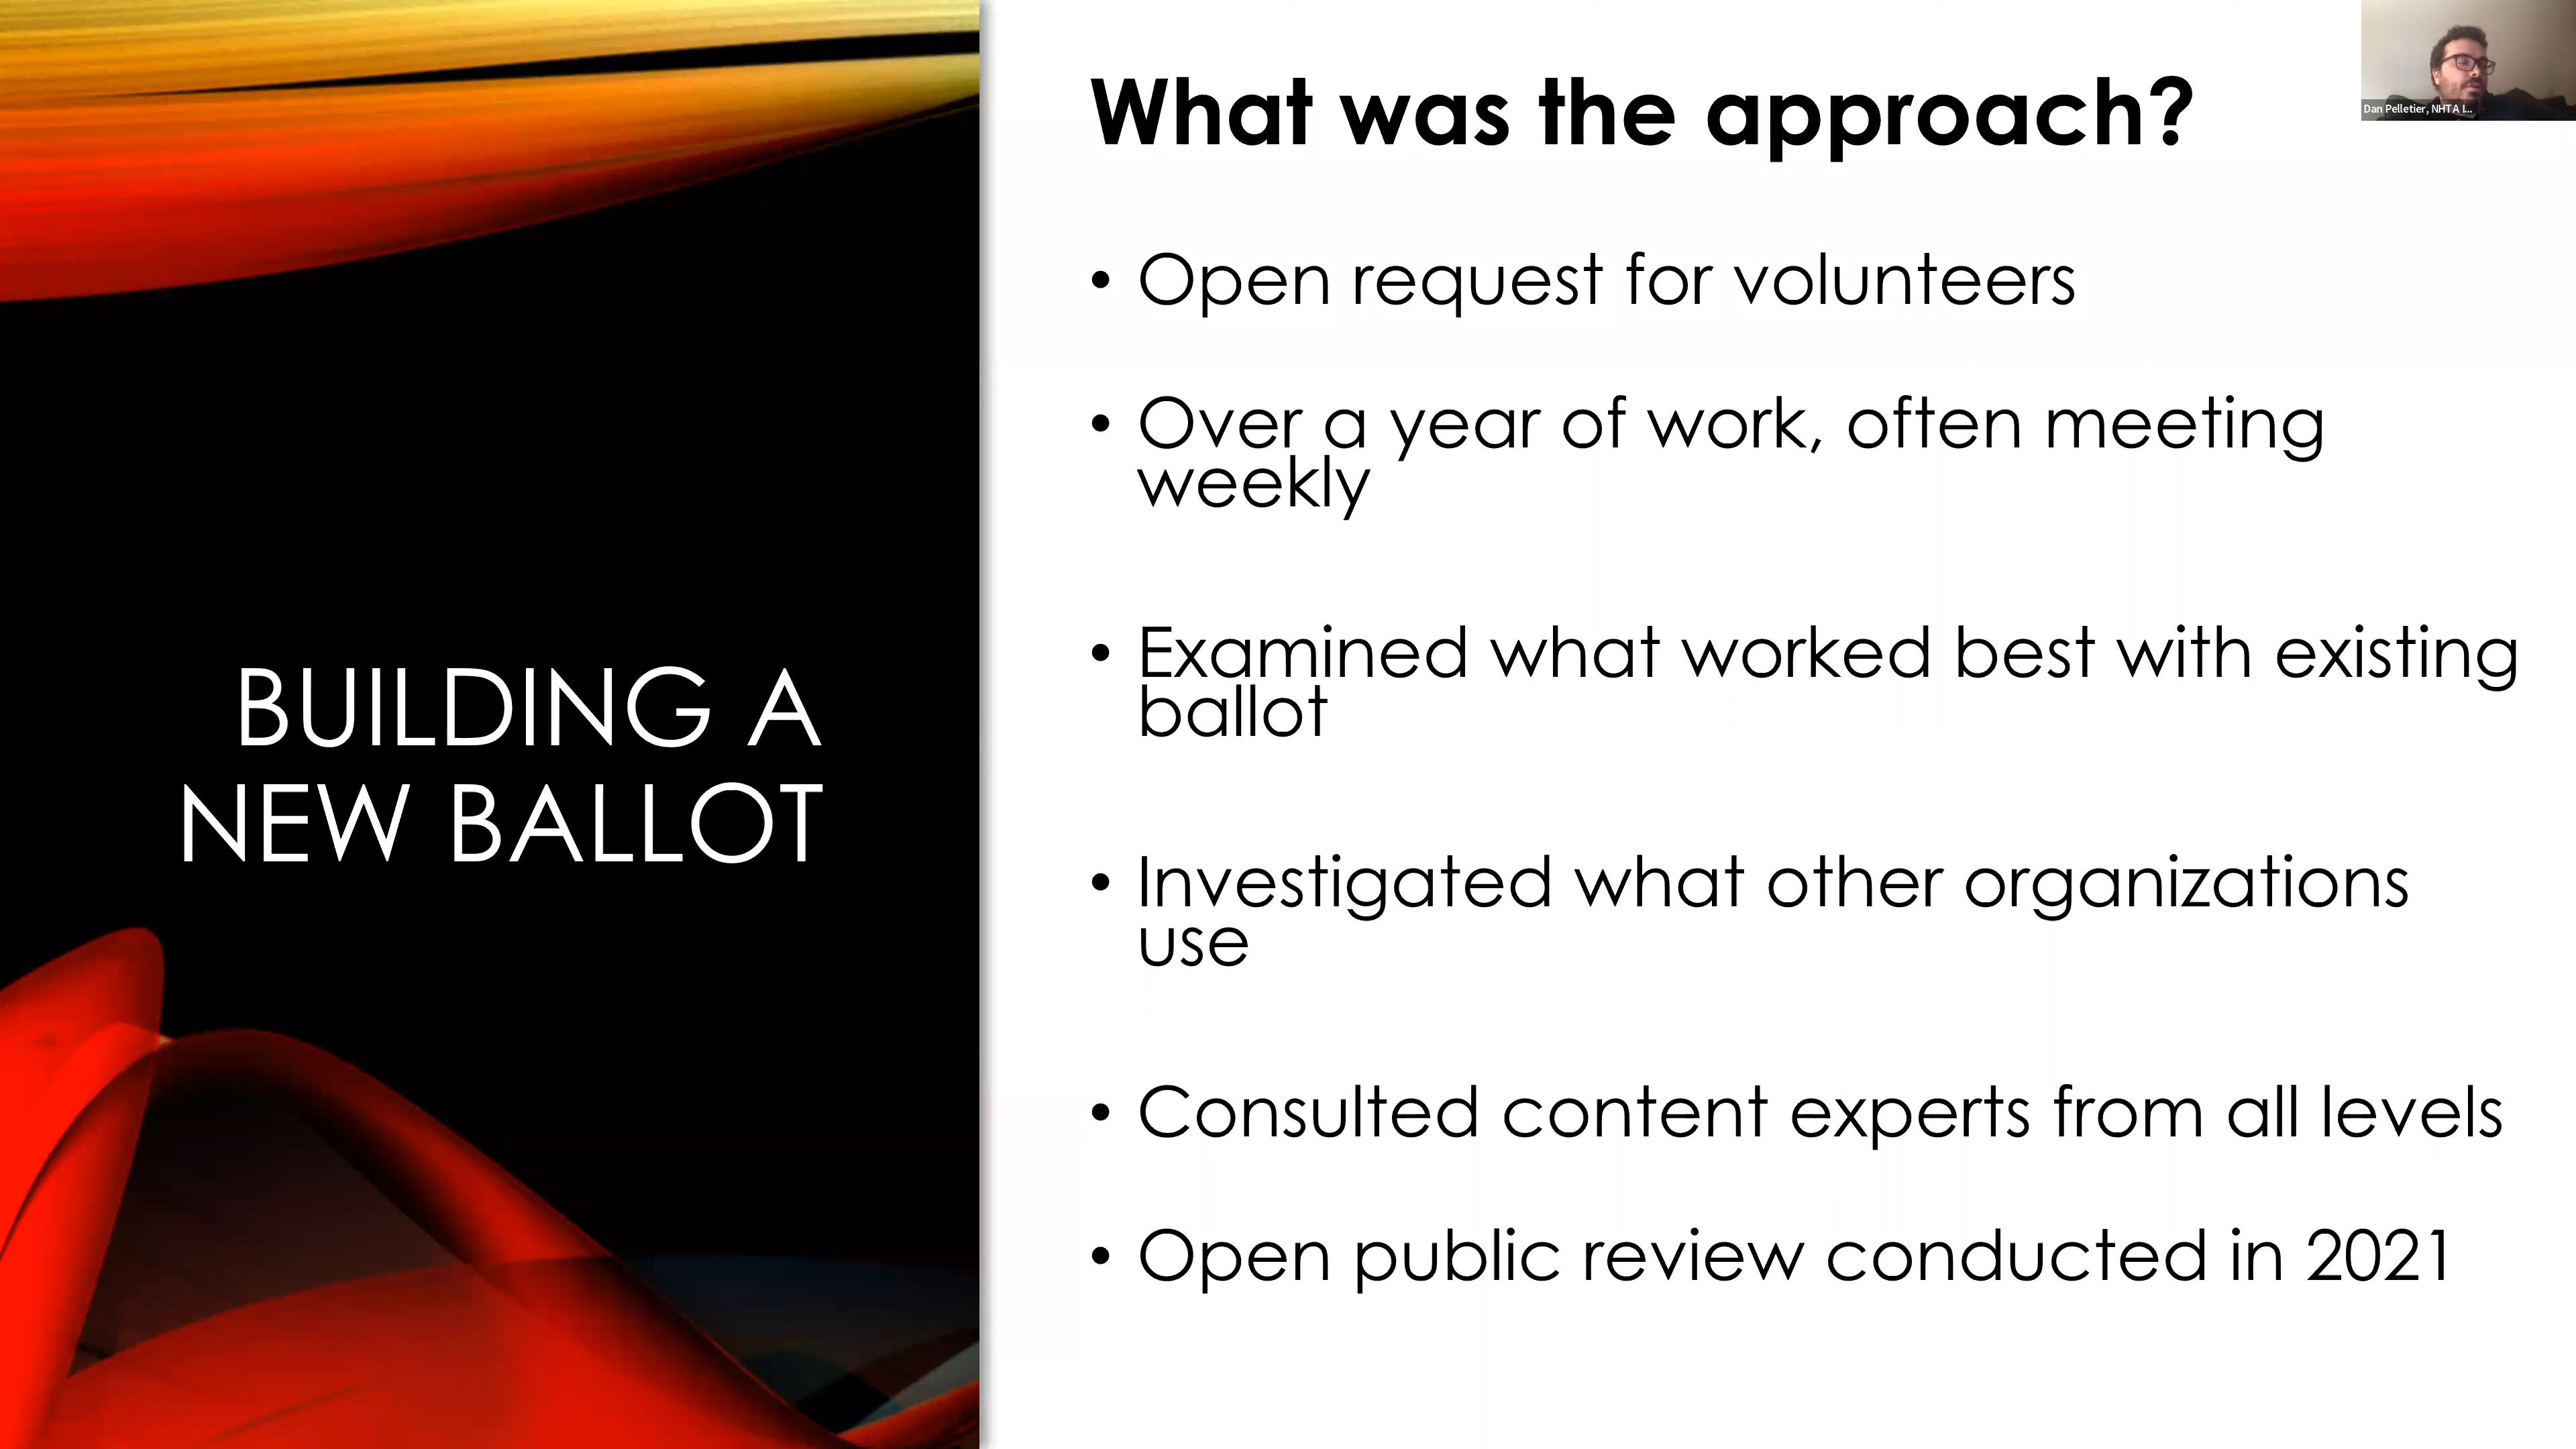 BUILDING A
NEW BALLOT
What was the approach?
• Open request for volunteers
• Over a year of work, often meeting
weekly
• Examined what worked best with existing
ballot
• Investigated what other organizations
use
• Consulted content experts from all levels
• Open public review conducted in 2021
Dan Pelletier, NHTA I...